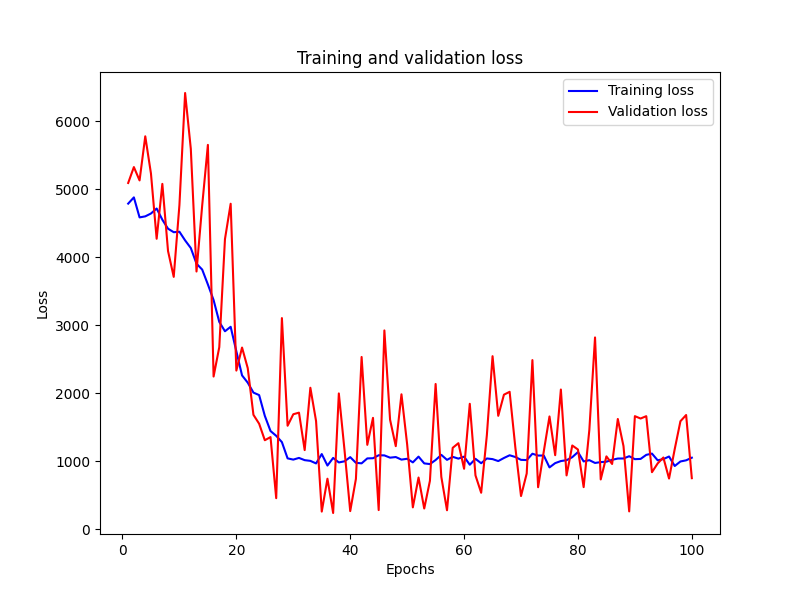 Training and validation loss
Training loss
Validation loss
6000
5000
4000
3000
2000
1000
0
Loss
0 20 40 60 80 100
Epochs